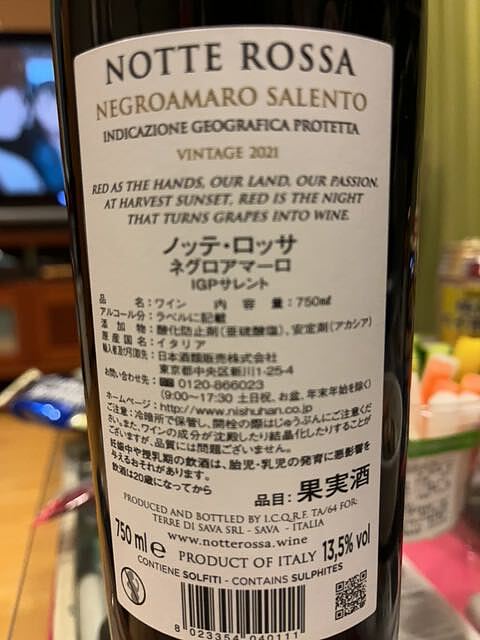 NOTTE ROSSA
NEGROAMARO SALENTO
INDICAZIONE GEOGRAFICA PROTETTA
VINTAGE 2021
RED AS THE HANDS, OUR LAND, OUR PASSION.
AT HARVEST SUNSET, RED IS THE NIGHT
THAT TURNS GRAPES INTO WINE.
ノッテ・ロッサ
ネグロアマーロ
IGPサレント
品名:ワイン 内容量:750㎖
アルコール分:ラベルに記載
添加物:酸化防止剤(亜硫酸塩)、安定剤(アカシア)
原産国名:イタリア
輸入者及び引取先:日本酒類販売株式会社
東京都中央区新川1-25-4
お問い合わせ先: 0120-866023
(9:00~17:30 土日祝、お盆、年末年始を除く)
ホームページ:http://www.nishuhan.co.jp/
ご注意:冷暗所で保管し、開栓の際はじゅうぶんにご注意くだ
さい。また、ワインの成分が沈殿したり結晶化したりすることが
ございますが、品質には問題ございません。
妊娠中や授乳期の飲酒は、胎児・乳児の発育に悪影響を
与えるおそれがあります。
飲酒は20歳になってから
品目:果実酒
PRODUCED AND BOTTLED BY I.C.Q.R.F. TA/64 FOR:
TERRE DI SAVA SRL - SAVA - ITALIA
www.notterossa.wine
750 ml e PRODUCT OF ITALY 13,5% vol
CONTIENE SOLFITI - CONTAINS SULPHITES
8 023354 040111